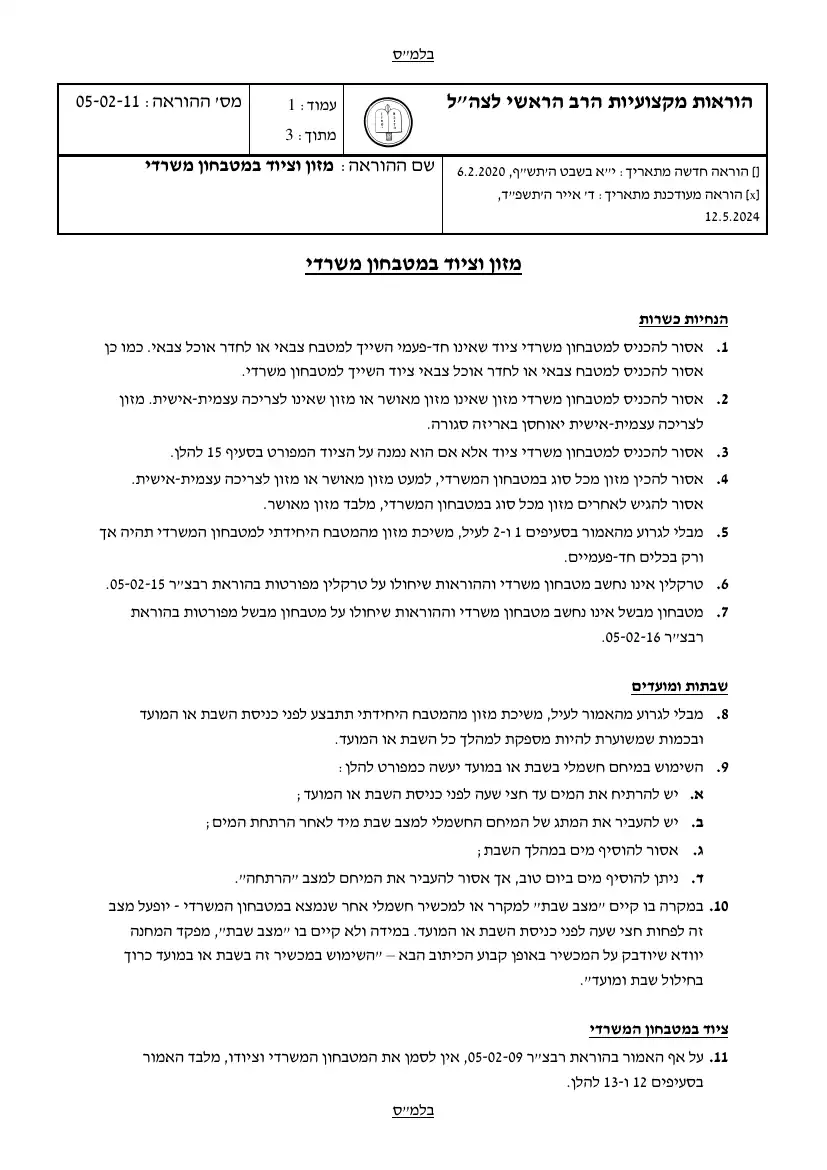 בלמ״ס
הוראות מקצועיות הרב הראשי לצה״ל
עמוד: 1
מתוך: 3
מס׳ ההוראה: 05-02-11
[] הוראה חדשה מתאריך: י״א בשבט ה׳תש״ף, 6.2.2020
[x] הוראה מעודכנת מתאריך: ד׳ אייר ה׳תשפ״ד,
12.5.2024
שם ההוראה: מזון וציוד במטבחון משרדי
מזון וציוד במטבחון משרדי
הנחיות כשרות
1. אסור להכניס למטבחון משרדי ציוד שאינו חד-פעמי השייך למטבח צבאי או לחדר אוכל צבאי. כמו כן
אסור להכניס למטבח צבאי או לחדר אוכל צבאי ציוד השייך למטבחון משרדי.
2. אסור להכניס למטבחון משרדי מזון שאינו מזון מאושר או מזון שאינו לצריכה עצמית-אישית. מזון
לצריכה עצמית-אישית יאוחסן באריזה סגורה.
3. אסור להכניס למטבחון משרדי ציוד אלא אם הוא נמנה על הציוד המפורט בסעיף 15 להלן.
4. אסור להכין מזון מכל סוג במטבחון המשרדי, למעט מזון מאושר או מזון לצריכה עצמית-אישית.
אסור להגיש לאחרים מזון מכל סוג במטבחון המשרדי, מלבד מזון מאושר.
5. מבלי לגרוע מהאמור בסעיפים 1 ו-2 לעיל, משיכת מזון מהמטבח היחידתי למטבחון המשרדי תהיה אך
ורק בכלים חד-פעמיים.
6. טרקלין אינו נחשב מטבחון משרדי וההוראות שיחולו על טרקלין מפורטות בהוראת רבצ״ר 05-02-15.
7. מטבחון מבשל אינו נחשב מטבחון משרדי וההוראות שיחולו על מטבחון מבשל מפורטות בהוראת
רבצ״ר 05-02-16.
שבתות ומועדים
8. מבלי לגרוע מהאמור לעיל, משיכת מזון מהמטבח היחידתי תתבצע לפני כניסת השבת או המועד
ובכמות שמשוערת להיות מספקת למהלך כל השבת או המועד.
9. השימוש במיחם חשמלי בשבת או במועד יעשה כמפורט להלן:
א. יש להרתיח את המים עד חצי שעה לפני כניסת השבת או המועד;
ב. יש להעביר את המתג של המיחם החשמלי למצב שבת מיד לאחר הרתחת המים;
ג. אסור להוסיף מים במהלך השבת;
ד. ניתן להוסיף מים ביום טוב, אך אסור להעביר את המיחם למצב ״הרתחה״.
10. במקרה בו קיים ״מצב שבת״ למקרר או למכשיר חשמלי אחר שנמצא במטבחון המשרדי - יופעל מצב
זה לפחות חצי שעה לפני כניסת השבת או המועד. במידה ולא קיים בו ״מצב שבת״, מפקד המחנה
יוודא שיודבק על המכשיר באופן קבוע הכיתוב הבא – ״השימוש במכשיר זה בשבת או במועד כרוך
בחילול שבת ומועד״.
ציוד במטבחון המשרדי
11. על אף האמור בהוראת רבצ״ר 05-02-09, אין לסמן את המטבחון המשרדי וציודו, מלבד האמור
בסעיפים 12 ו-13 להלן.
בלמ״ס